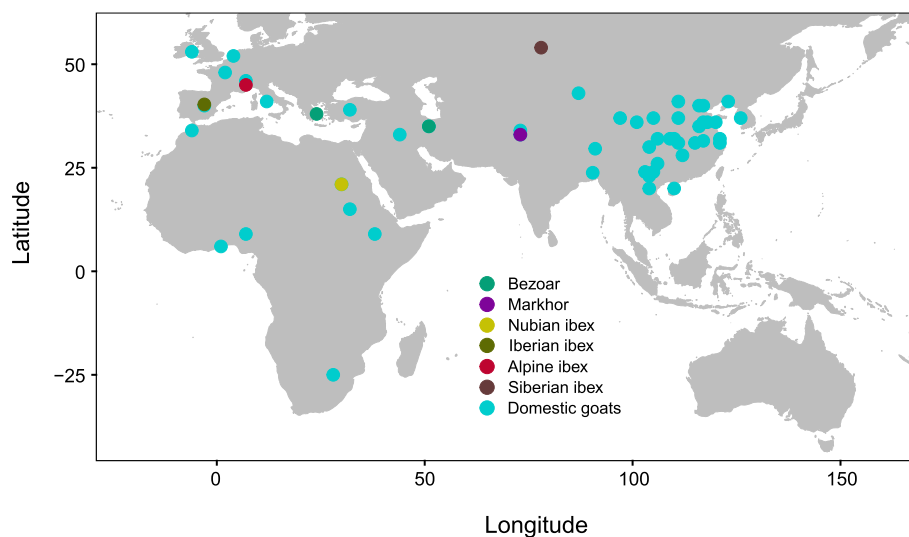 50
25
0
−25
Latitude
Bezoar
Markhor
Nubian ibex
Iberian ibex
Alpine ibex
Siberian ibex
Domestic goats
0
50
100
150
Longitude